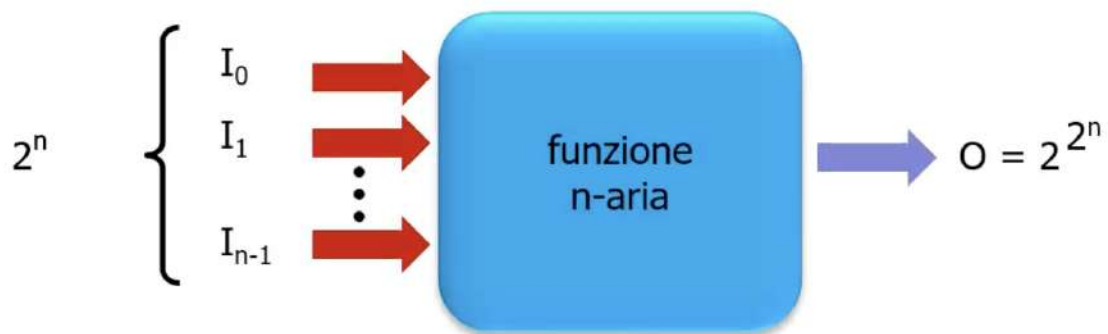 2ⁿ
I₀
I₁
Iₙ₋₁
funzione
n-aria
O = 2^2ⁿ